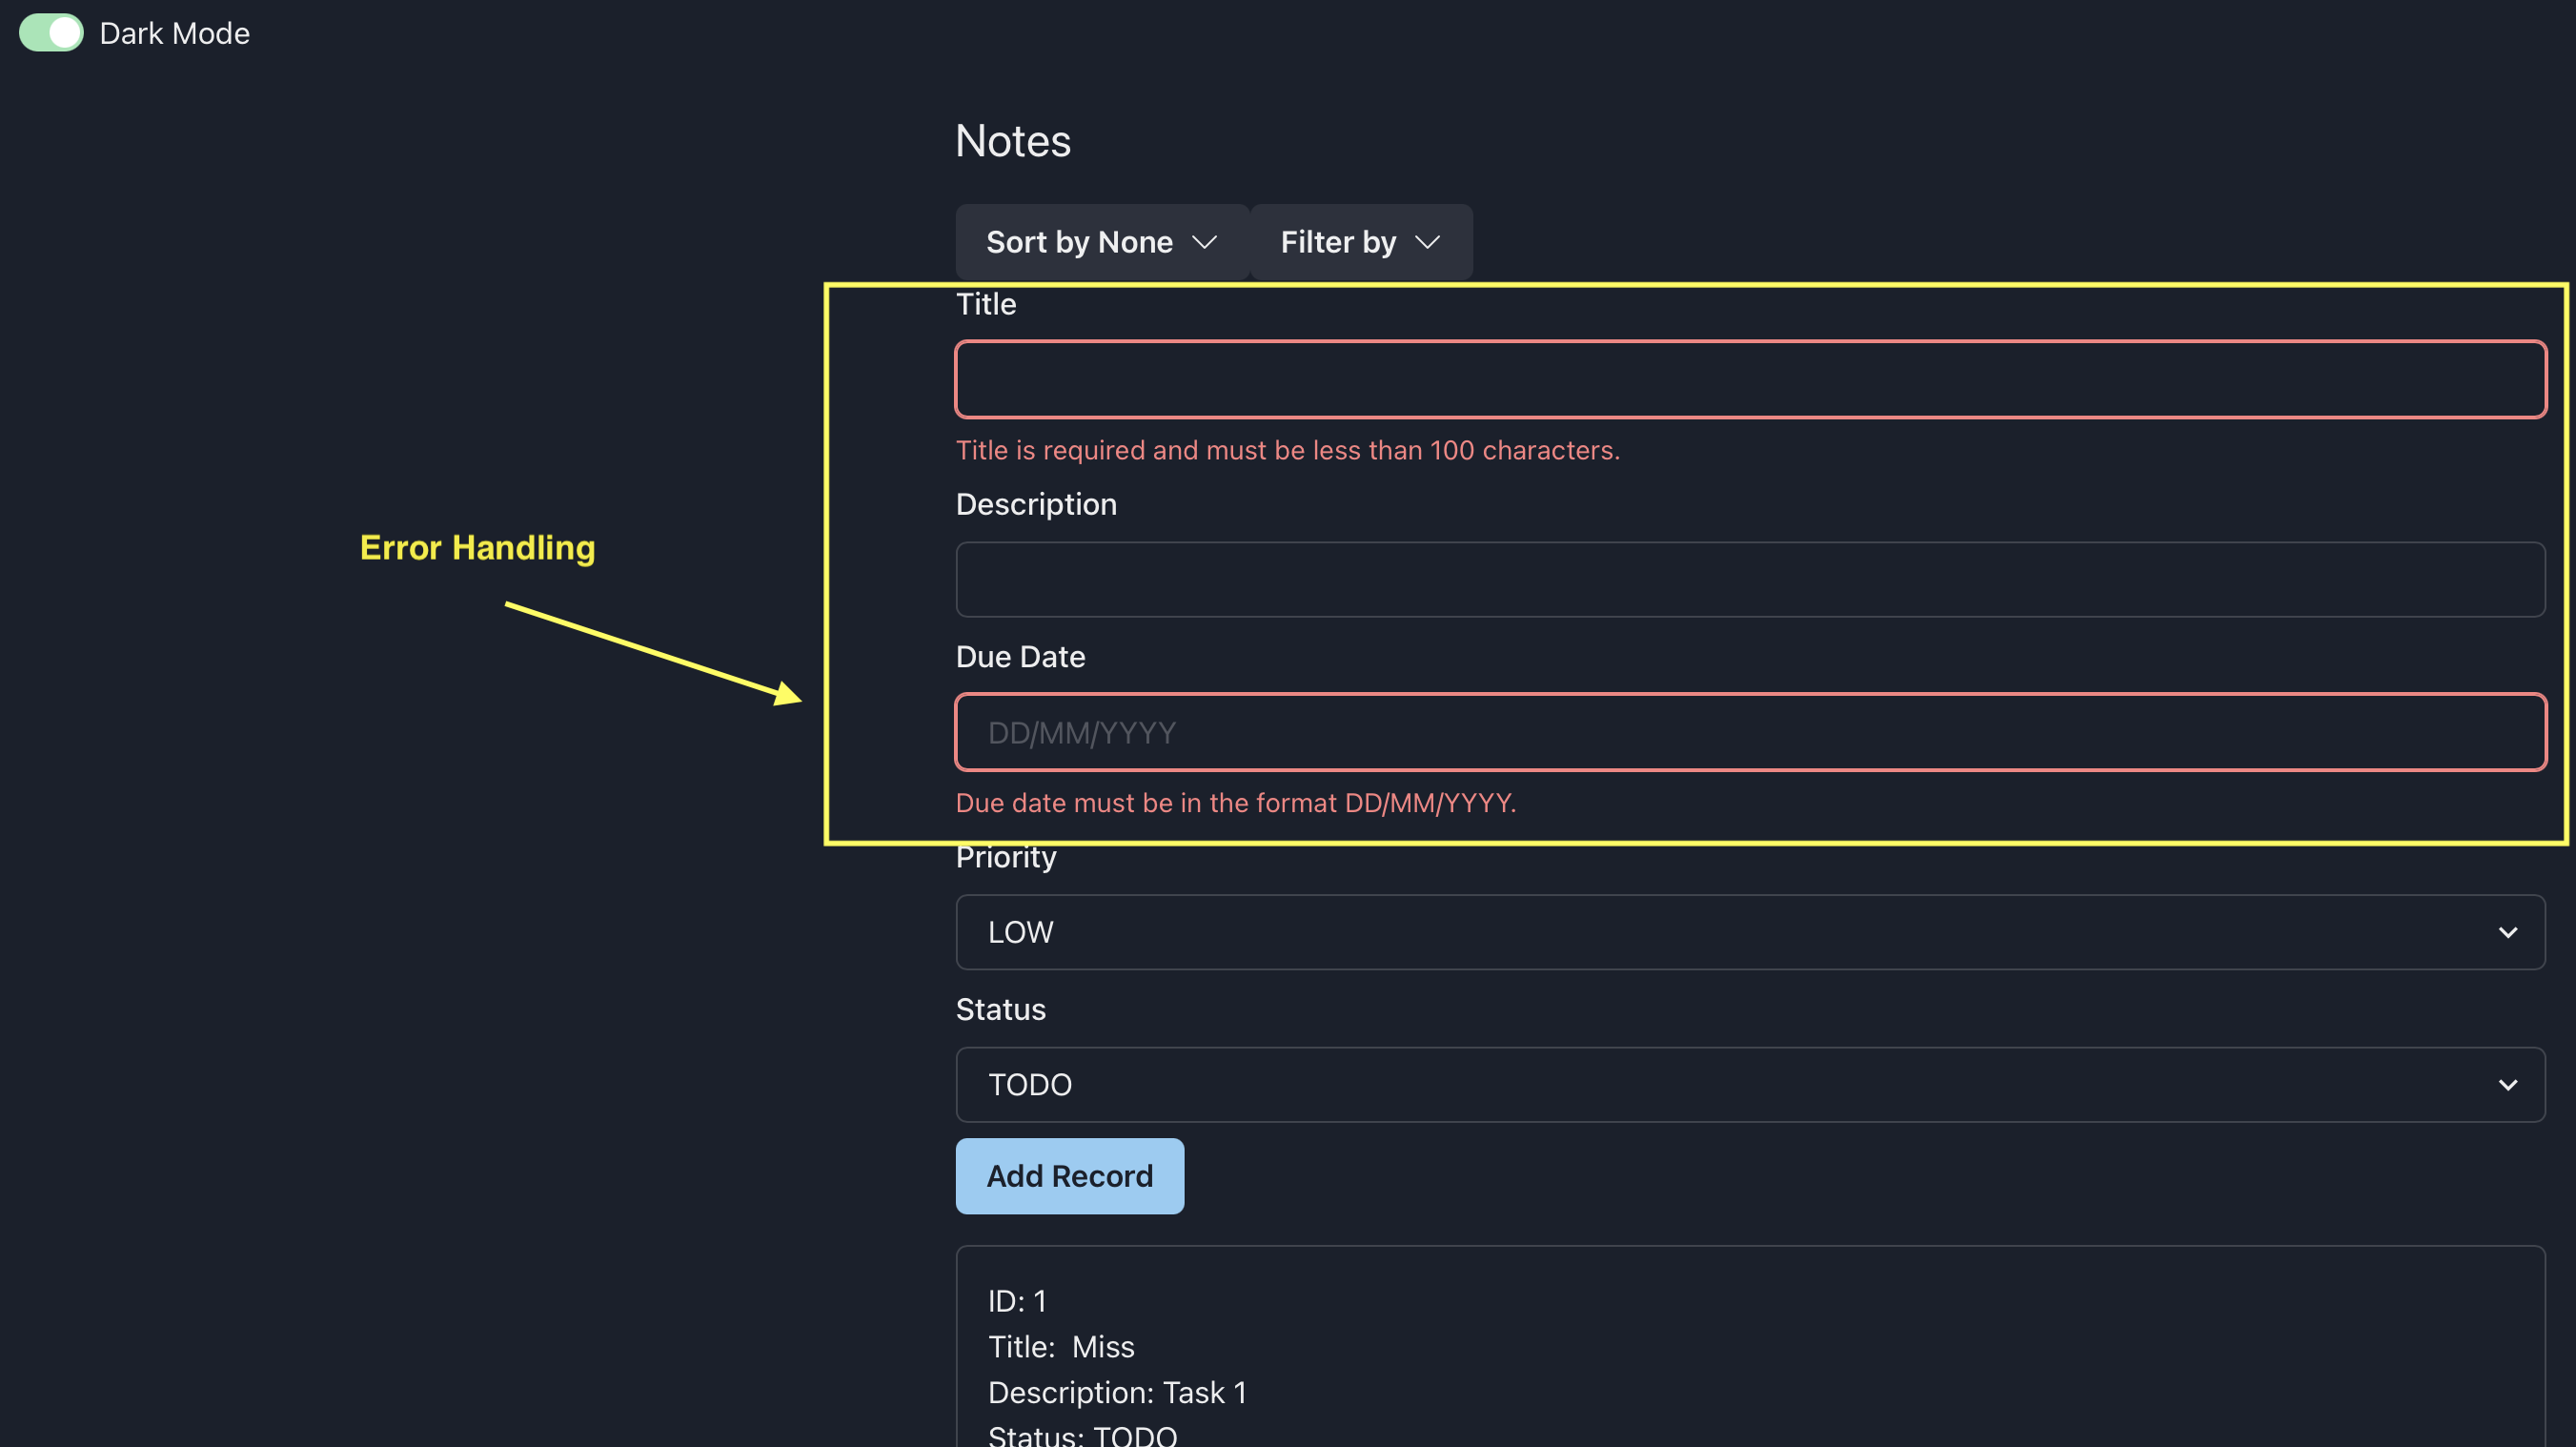 Dark Mode
Notes
Sort by None
Filter by
Title
Title is required and must be less than 100 characters.
Description
Error Handling
Due Date
DD/MM/YYYY
Due date must be in the format DD/MM/YYYY.
Priority
LOW
Status
TODO
Add Record
ID: 1
Title: Miss
Description: Task 1
Status: TODO